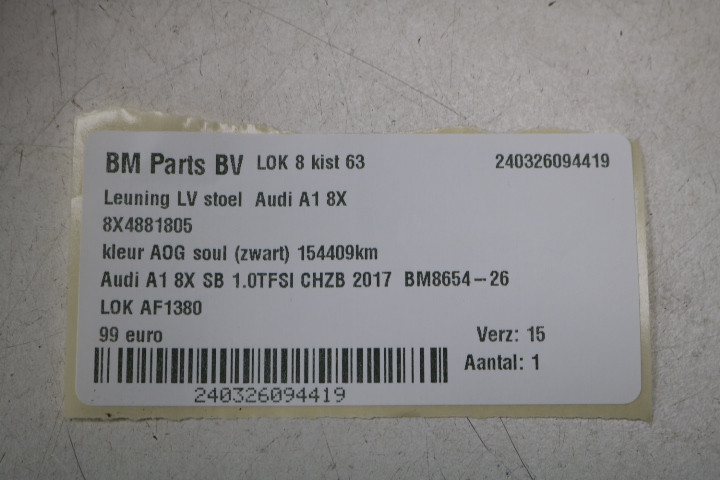 BM Parts BV LOK 8 kist 63 240326094419
Leuning LV stoel Audi A1 8X
8X4881805
kleur AOG soul (zwart) 154409km
Audi A1 8X SB 1.0TFSI CHZB 2017 BM8654-26
LOK AF1380
99 euro Verz: 15
Aantal: 1
240326094419